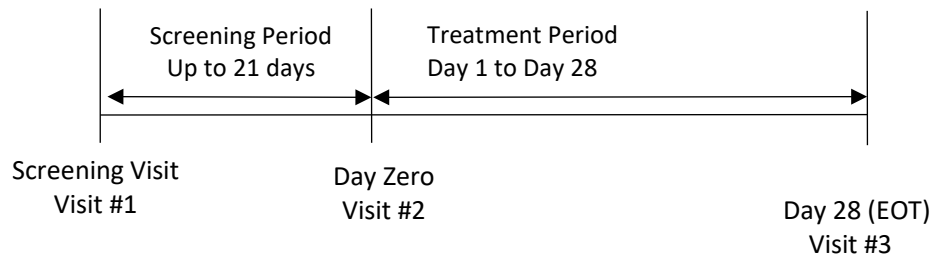 Screening Period
Up to 21 days
Treatment Period
Day 1 to Day 28
Screening Visit
Visit #1
Day Zero
Visit #2
Day 28 (EOT)
Visit #3